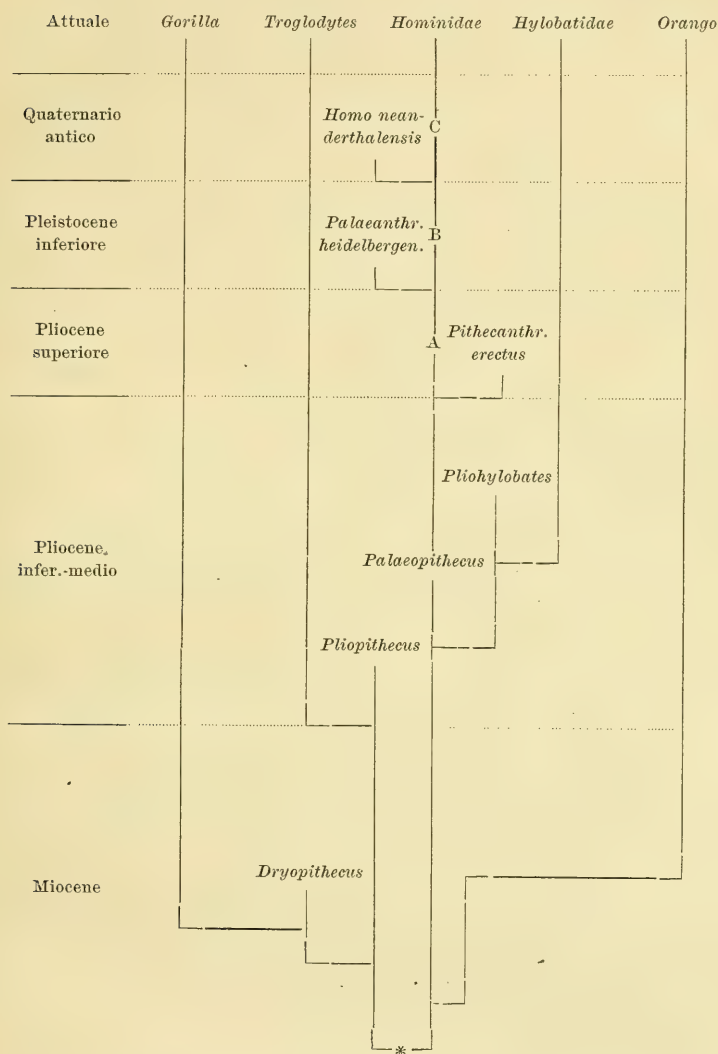 Attuale Gorilla Troglodytes Hominidae Hylobatidae Orango
Quaternario
antico
Homo nean-
derthalensis
C
Pleistocene
inferiore
Palaeanthr.
heidelbergen.
B
Pliocene
superiore
A
Pithecanthr.
erectus
Pliohylobates
Pliocene
infer.-medio
Palaeopithecus
Pliopithecus
Miocene
Dryopithecus
*